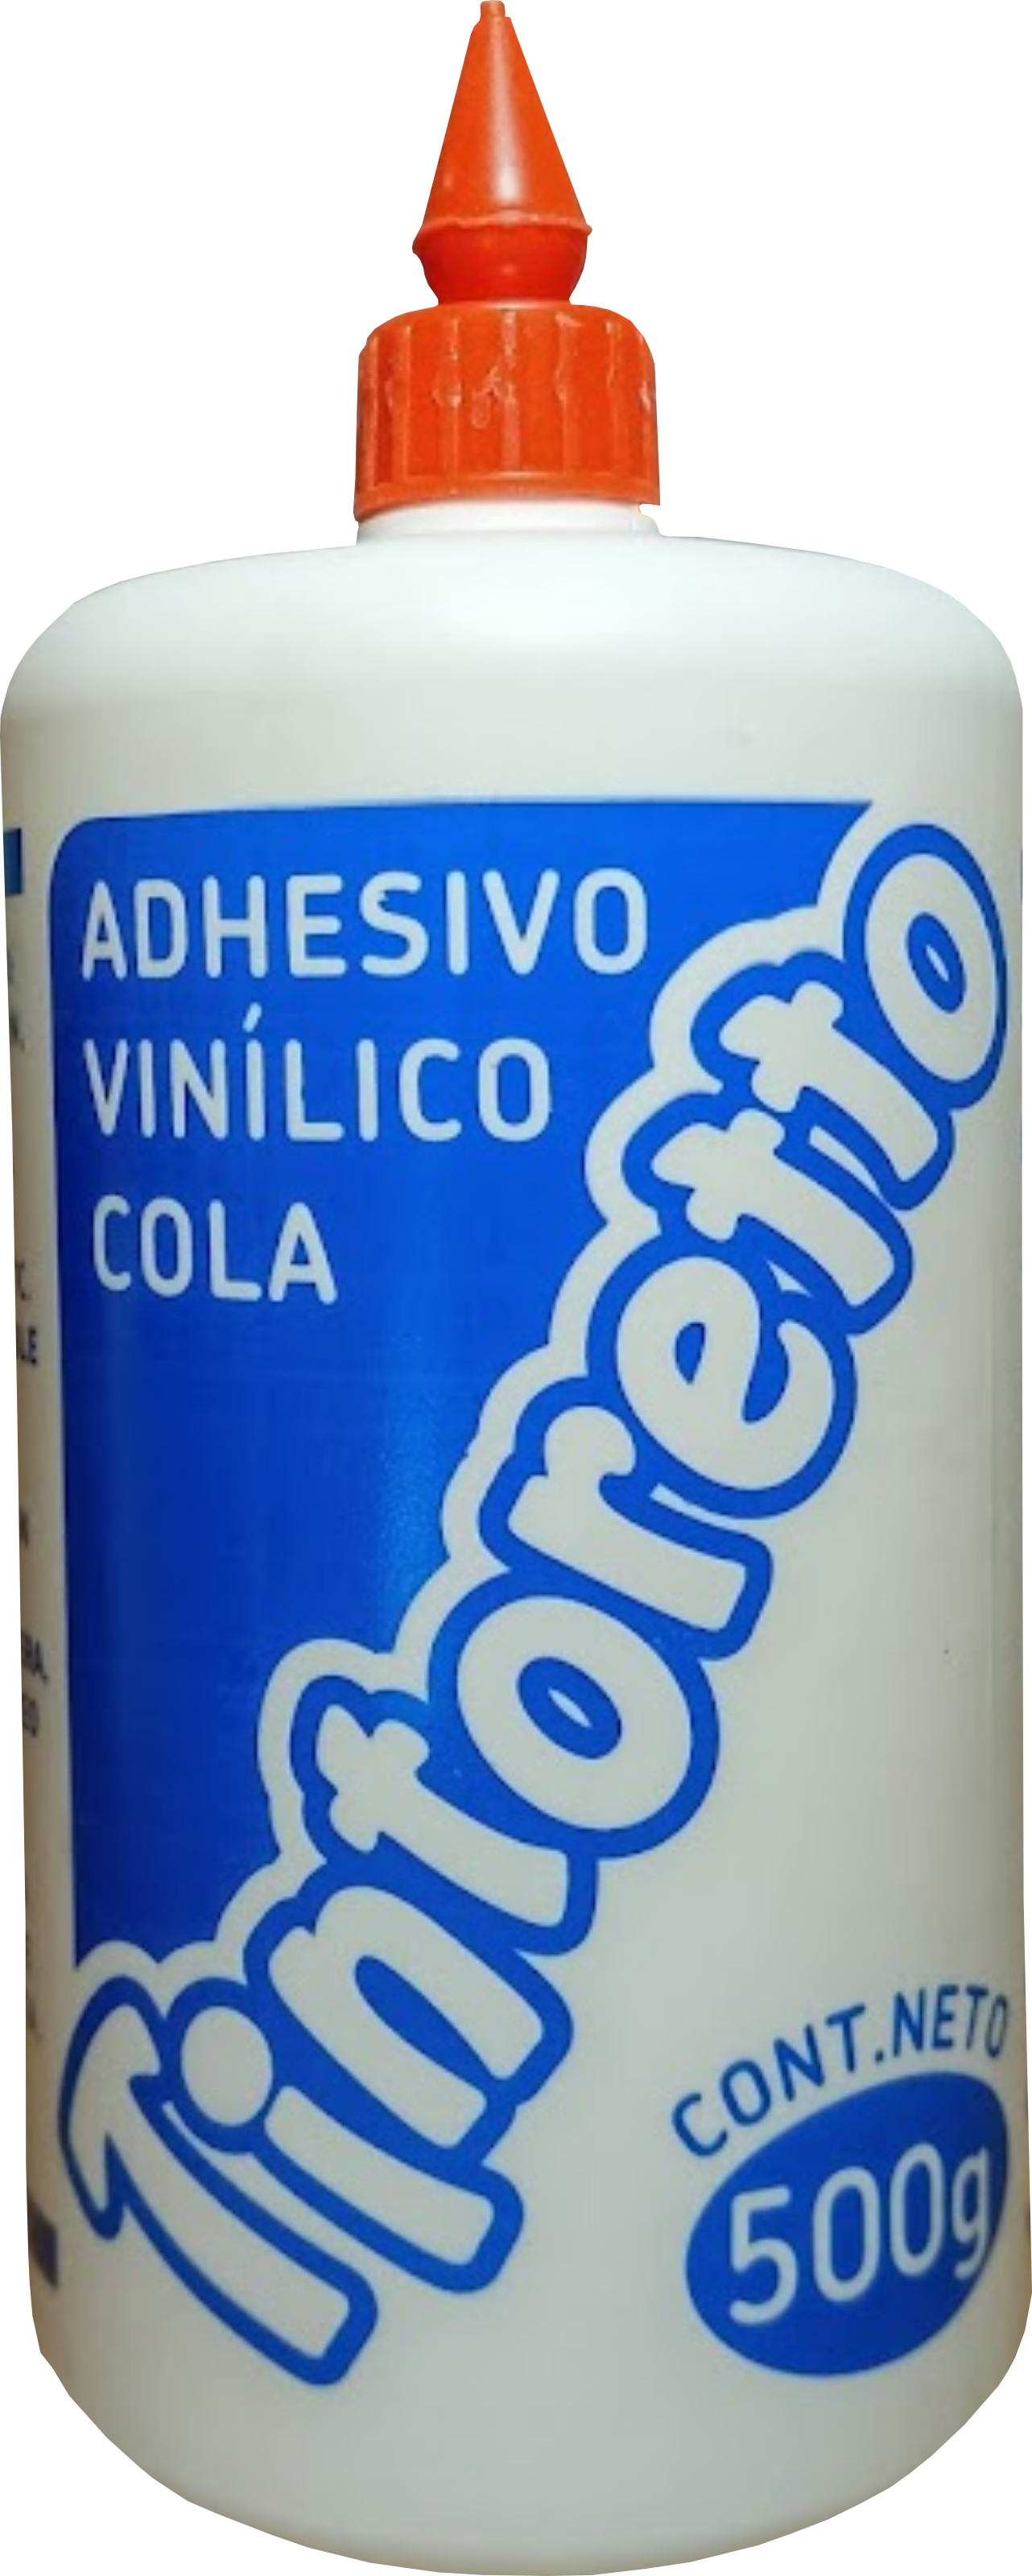 ADHESIVO
VINÍLICO
COLA
Tintoretto
CONT.NETO
500g